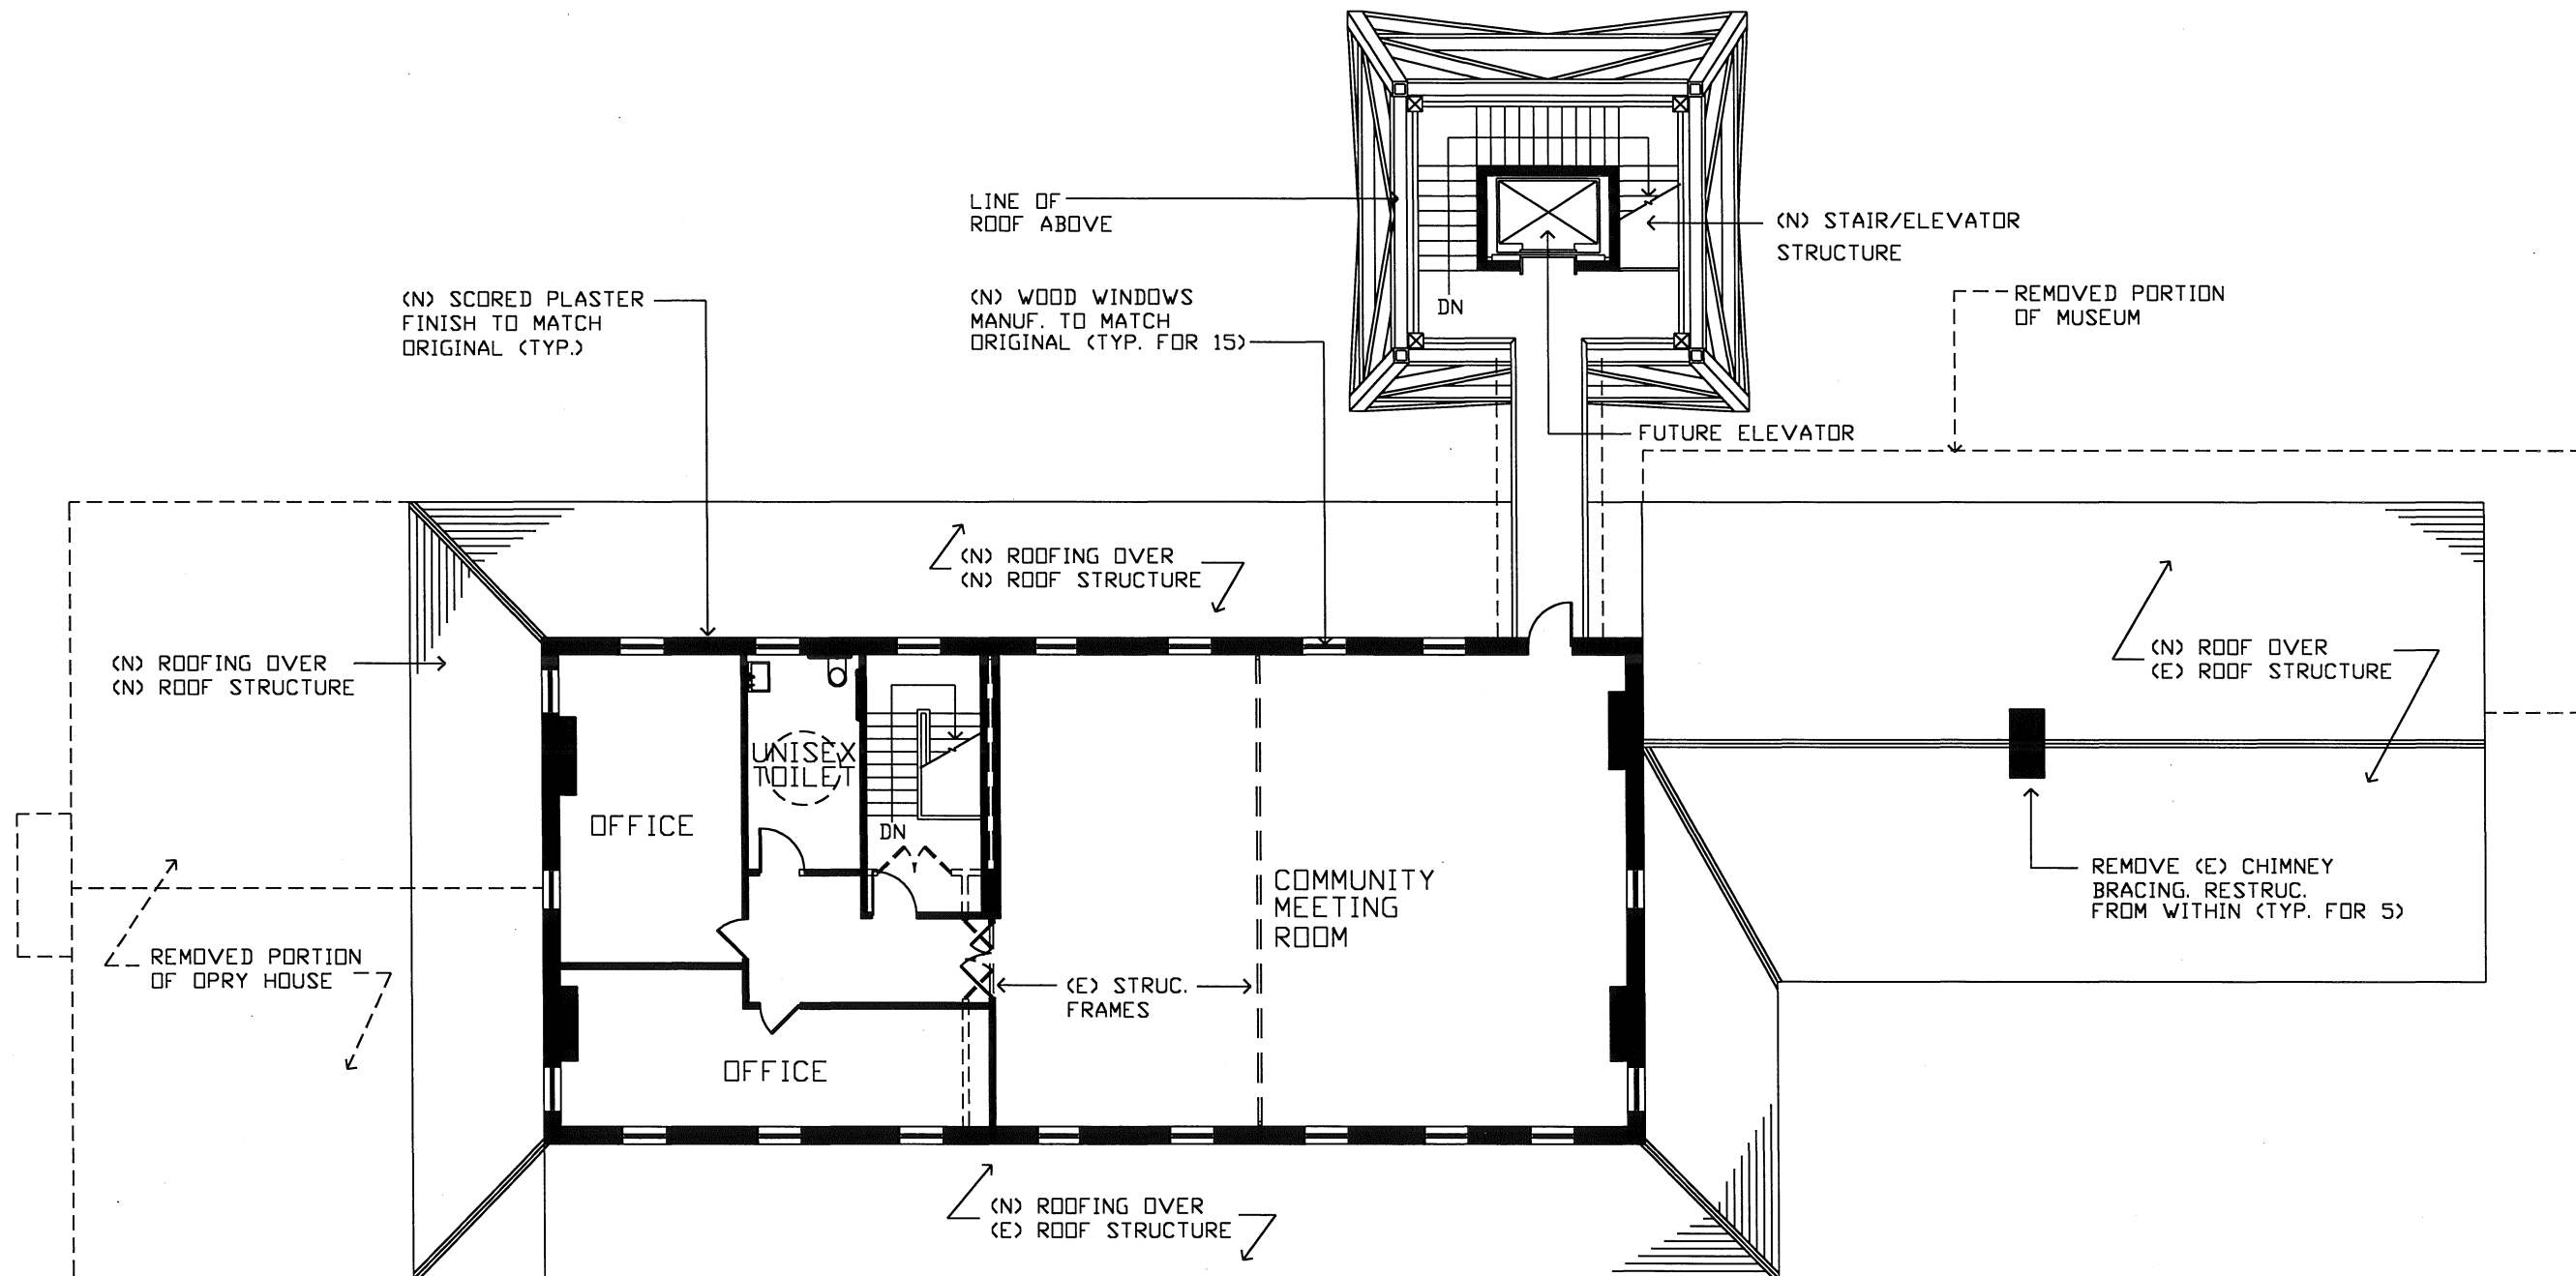 LINE OF
ROOF ABOVE
(N) STAIR/ELEVATOR
STRUCTURE
(N) SCORED PLASTER
FINISH TO MATCH
ORIGINAL (TYP.)
(N) WOOD WINDOWS
MANUF. TO MATCH
ORIGINAL (TYP. FOR 15)
DN
REMOVED PORTION
OF MUSEUM
FUTURE ELEVATOR
(N) ROOFING OVER
(N) ROOF STRUCTURE
(N) ROOFING OVER
(N) ROOF STRUCTURE
(N) ROOF OVER
(E) ROOF STRUCTURE
UNISEX
TOILET
OFFICE
DN
COMMUNITY
MEETING
ROOM
REMOVE (E) CHIMNEY
BRACING. RESTRUC.
FROM WITHIN (TYP. FOR 5)
REMOVED PORTION
OF OPRY HOUSE
(E) STRUC.
FRAMES
OFFICE
(N) ROOFING OVER
(E) ROOF STRUCTURE